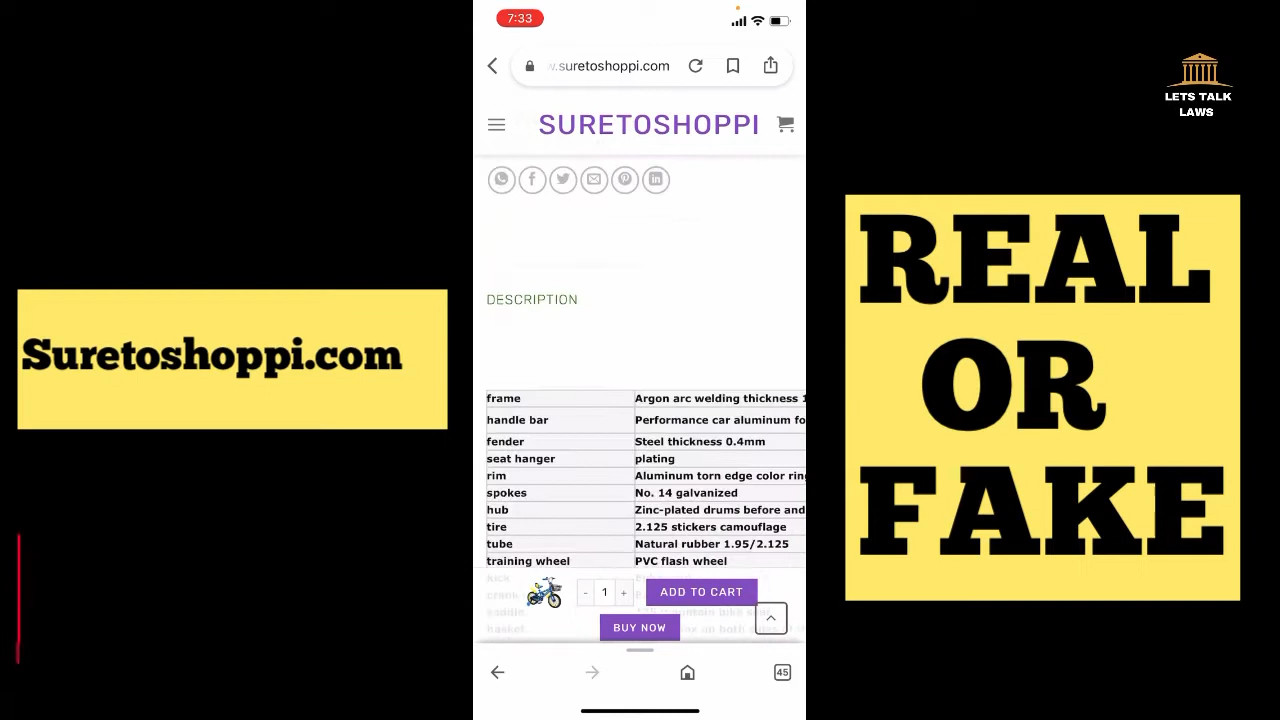 7:33
.suretoshoppi.com
SURETOSHOPPI
LETS TALK
LAWS
DESCRIPTION
Suretoshoppi.com
REAL
OR
FAKE
frame Argon arc welding thickness 1
handle bar Performance car aluminum fo
fender Steel thickness 0.4mm
seat hanger plating
rim Aluminum torn edge color ring
spokes No. 14 galvanized
hub Zinc-plated drums before and
tire 2.125 stickers camouflage
tube Natural rubber 1.95/2.125
training wheel PVC flash wheel
- 1 + ADD TO CART
saddle
basket
BUY NOW
45